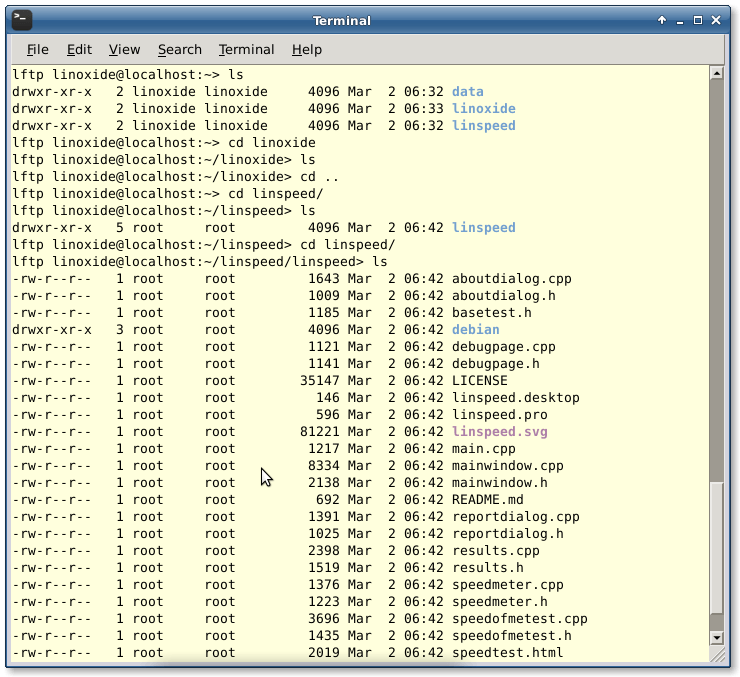 Terminal
File Edit View Search Terminal Help
lftp linoxide@localhost:~> ls
drwxr-xr-x   2 linoxide linoxide     4096 Mar  2 06:32 data
drwxr-xr-x   2 linoxide linoxide     4096 Mar  2 06:33 linoxide
drwxr-xr-x   2 linoxide linoxide     4096 Mar  2 06:32 linspeed
lftp linoxide@localhost:~> cd linoxide
lftp linoxide@localhost:~/linoxide> ls
lftp linoxide@localhost:~/linoxide> cd ..
lftp linoxide@localhost:~> cd linspeed/
lftp linoxide@localhost:~/linspeed> ls
drwxr-xr-x   5 root     root         4096 Mar  2 06:42 linspeed
lftp linoxide@localhost:~/linspeed> cd linspeed/
lftp linoxide@localhost:~/linspeed/linspeed> ls
-rw-r--r--   1 root     root         1643 Mar  2 06:42 aboutdialog.cpp
-rw-r--r--   1 root     root         1009 Mar  2 06:42 aboutdialog.h
-rw-r--r--   1 root     root         1185 Mar  2 06:42 basetest.h
drwxr-xr-x   3 root     root         4096 Mar  2 06:42 debian
-rw-r--r--   1 root     root         1121 Mar  2 06:42 debugpage.cpp
-rw-r--r--   1 root     root         1141 Mar  2 06:42 debugpage.h
-rw-r--r--   1 root     root        35147 Mar  2 06:42 LICENSE
-rw-r--r--   1 root     root          146 Mar  2 06:42 linspeed.desktop
-rw-r--r--   1 root     root          596 Mar  2 06:42 linspeed.pro
-rw-r--r--   1 root     root        81221 Mar  2 06:42 linspeed.svg
-rw-r--r--   1 root     root         1217 Mar  2 06:42 main.cpp
-rw-r--r--   1 root     root         8334 Mar  2 06:42 mainwindow.cpp
-rw-r--r--   1 root     root         2138 Mar  2 06:42 mainwindow.h
-rw-r--r--   1 root     root          692 Mar  2 06:42 README.md
-rw-r--r--   1 root     root         1391 Mar  2 06:42 reportdialog.cpp
-rw-r--r--   1 root     root         1025 Mar  2 06:42 reportdialog.h
-rw-r--r--   1 root     root         2398 Mar  2 06:42 results.cpp
-rw-r--r--   1 root     root         1519 Mar  2 06:42 results.h
-rw-r--r--   1 root     root         1376 Mar  2 06:42 speedmeter.cpp
-rw-r--r--   1 root     root         1223 Mar  2 06:42 speedmeter.h
-rw-r--r--   1 root     root         3696 Mar  2 06:42 speedofmetest.cpp
-rw-r--r--   1 root     root         1435 Mar  2 06:42 speedofmetest.h
-rw-r--r--   1 root     root         2019 Mar  2 06:42 speedtest.html